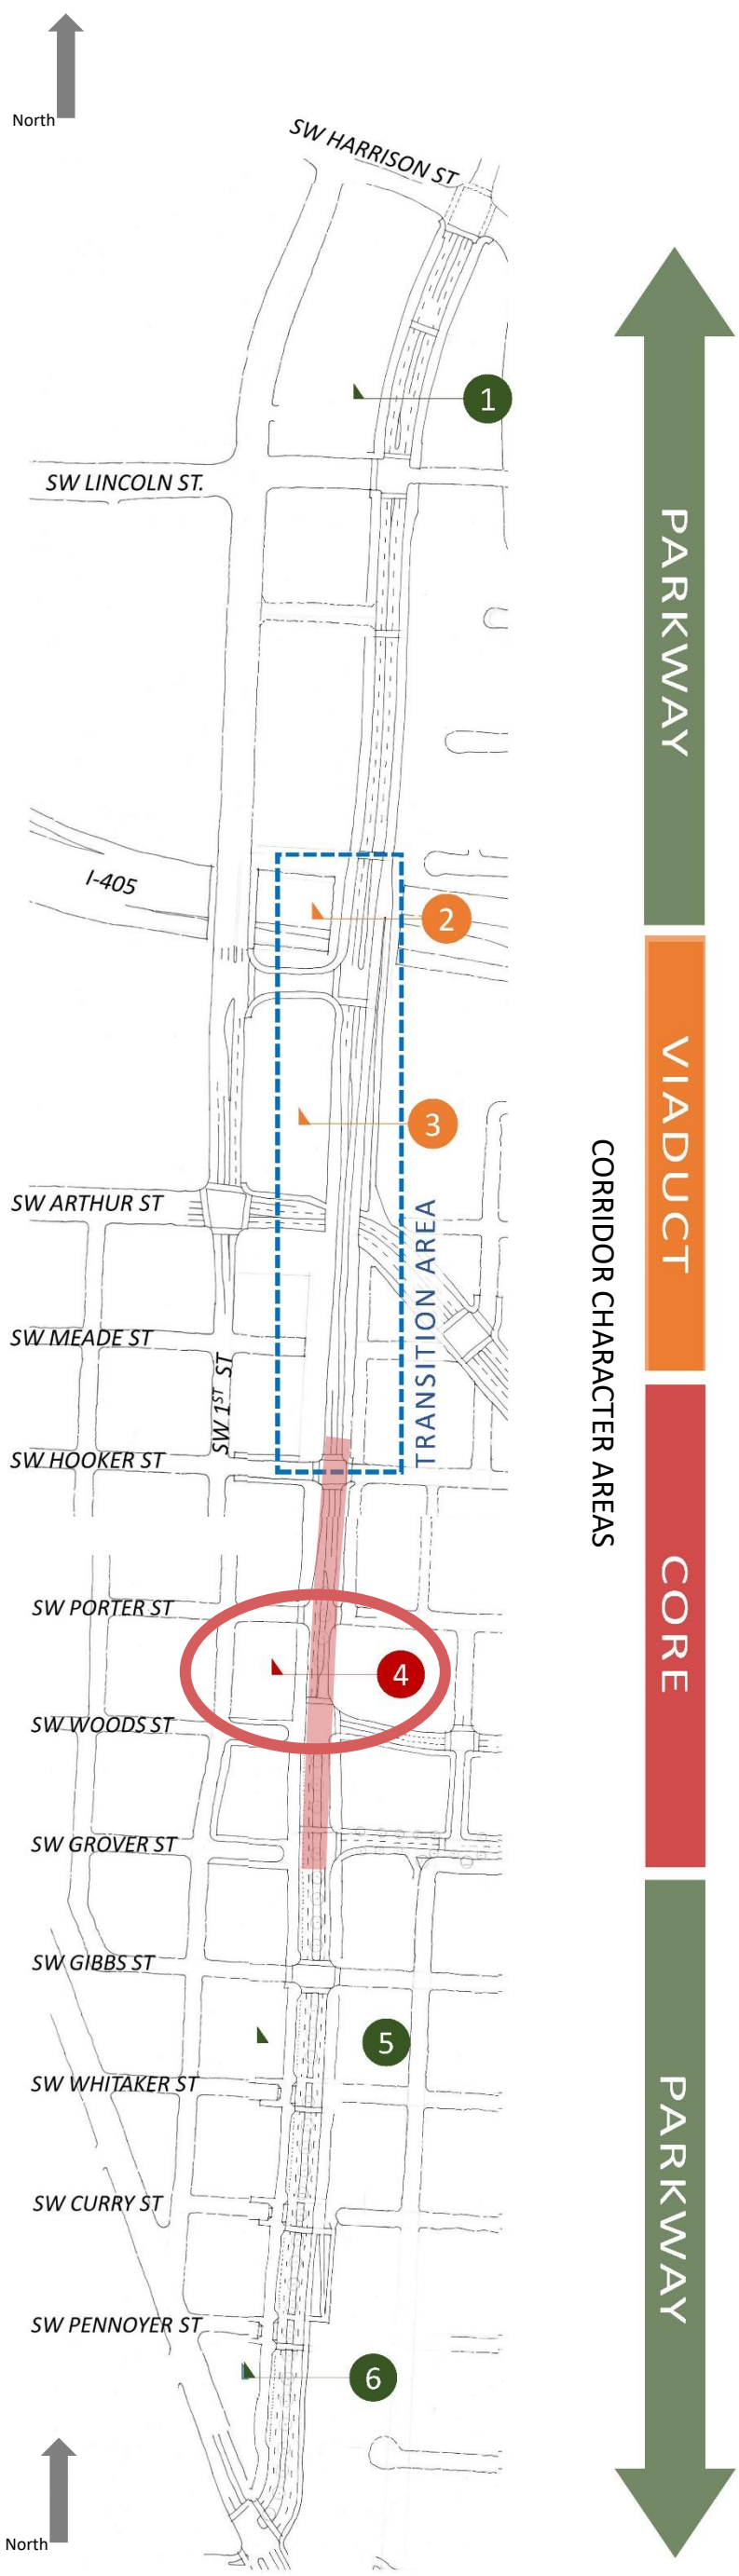 North
SW HARRISON ST
1
SW LINCOLN ST.
PARKWAY
I-405
2
VIADUCT
3
SW ARTHUR ST
CORRIDOR CHARACTER AREAS
TRANSITION AREA
SW MEADE ST
SW 1ST ST
SW HOOKER ST
CORE
SW PORTER ST
4
SW WOODS ST
SW GROVER ST
SW GIBBS ST
5
SW WHITAKER ST
PARKWAY
SW CURRY ST
SW PENNOYER ST
6
North